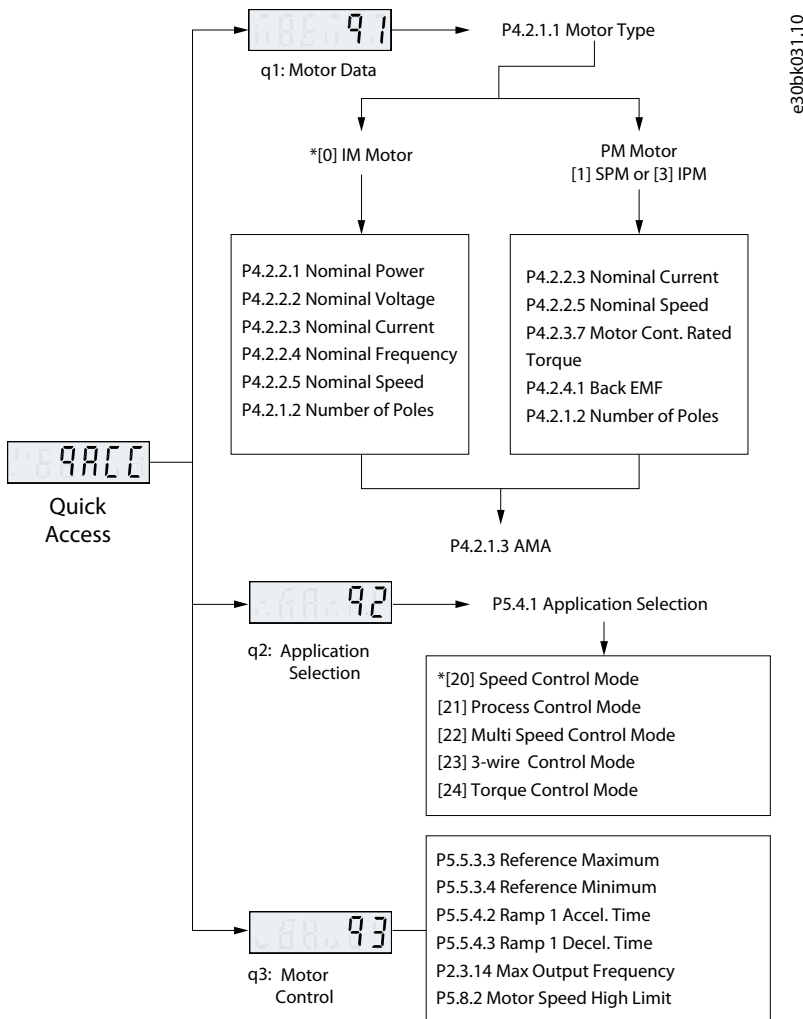 e30bk031.10
q1
P4.2.1.1 Motor Type
q1: Motor Data
*[0] IM Motor
PM Motor
[1] SPM or [3] IPM
P4.2.2.1 Nominal Power
P4.2.2.2 Nominal Voltage
P4.2.2.3 Nominal Current
P4.2.2.4 Nominal Frequency
P4.2.2.5 Nominal Speed
P4.2.1.2 Number of Poles
P4.2.2.3 Nominal Current
P4.2.2.5 Nominal Speed
P4.2.3.7 Motor Cont. Rated
Torque
P4.2.4.1 Back EMF
P4.2.1.2 Number of Poles
qACC
Quick
Access
P4.2.1.3 AMA
q2
P5.4.1 Application Selection
q2: Application
Selection
*[20] Speed Control Mode
[21] Process Control Mode
[22] Multi Speed Control Mode
[23] 3-wire Control Mode
[24] Torque Control Mode
q3
q3: Motor
Control
P5.5.3.3 Reference Maximum
P5.5.3.4 Reference Minimum
P5.5.4.2 Ramp 1 Accel. Time
P5.5.4.3 Ramp 1 Decel. Time
P2.3.14 Max Output Frequency
P5.8.2 Motor Speed High Limit